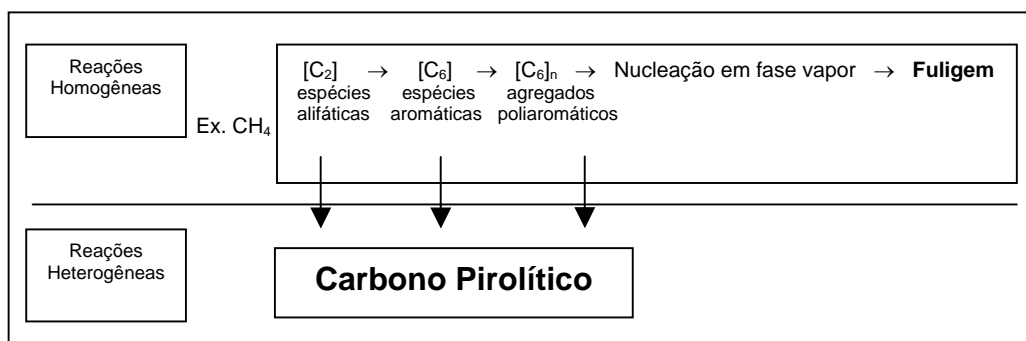 Reações
Homogêneas
Ex. CH₄
[C₂] → [C₆] → [C₆]ₙ → Nucleação em fase vapor → Fuligem
espécies espécies agregados
alifáticas aromáticas poliaromáticos
Reações
Heterogêneas
Carbono Pirolítico